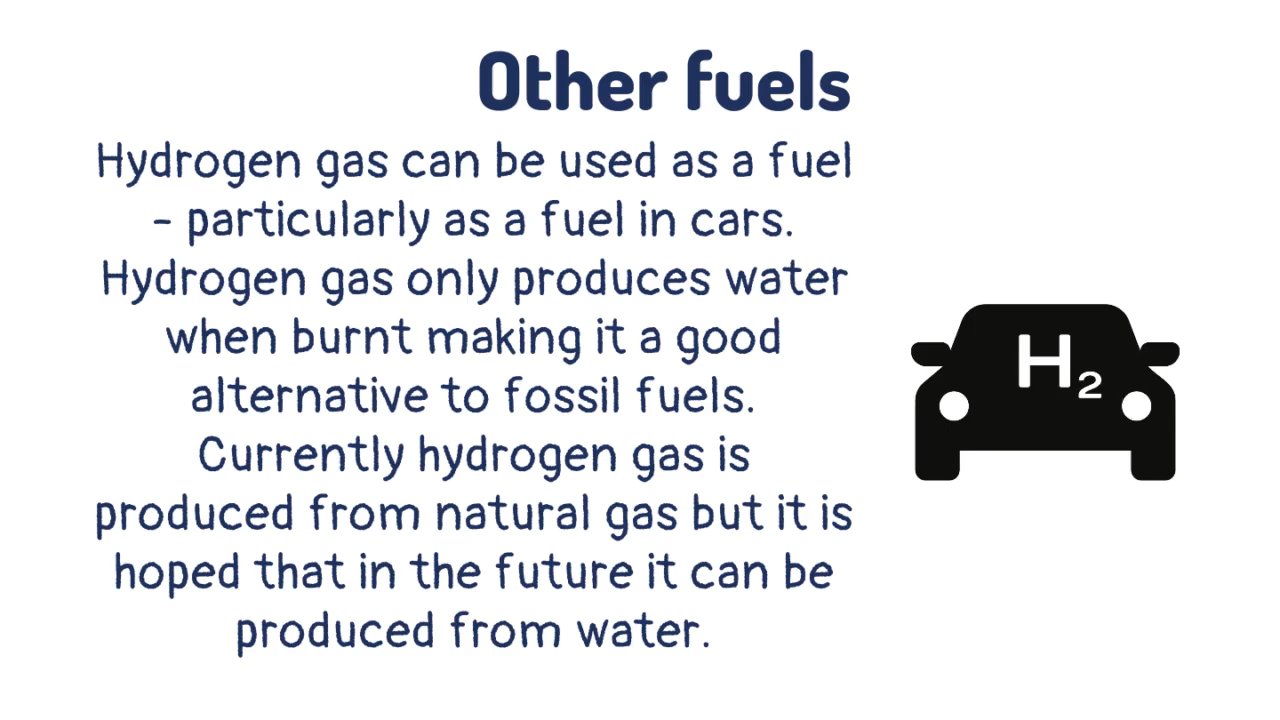 Other fuels
Hydrogen gas can be used as a fuel
- particularly as a fuel in cars.
Hydrogen gas only produces water
when burnt making it a good
alternative to fossil fuels.
Currently hydrogen gas is
produced from natural gas but it is
hoped that in the future it can be
produced from water.
H₂